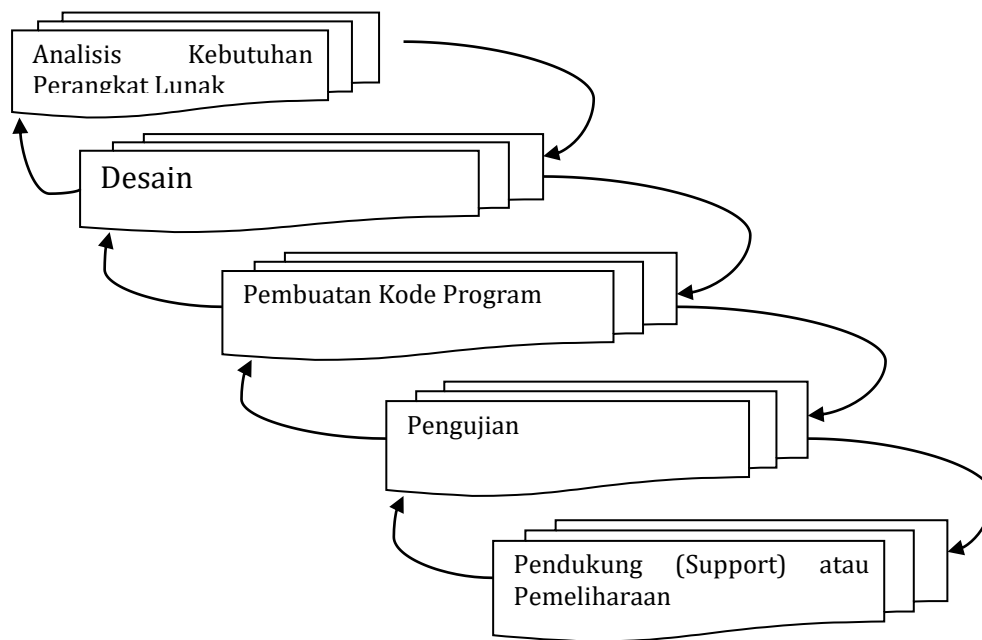 Analisis Kebutuhan
Perangkat Lunak
Desain
Pembuatan Kode Program
Pengujian
Pendukung (Support) atau
Pemeliharaan